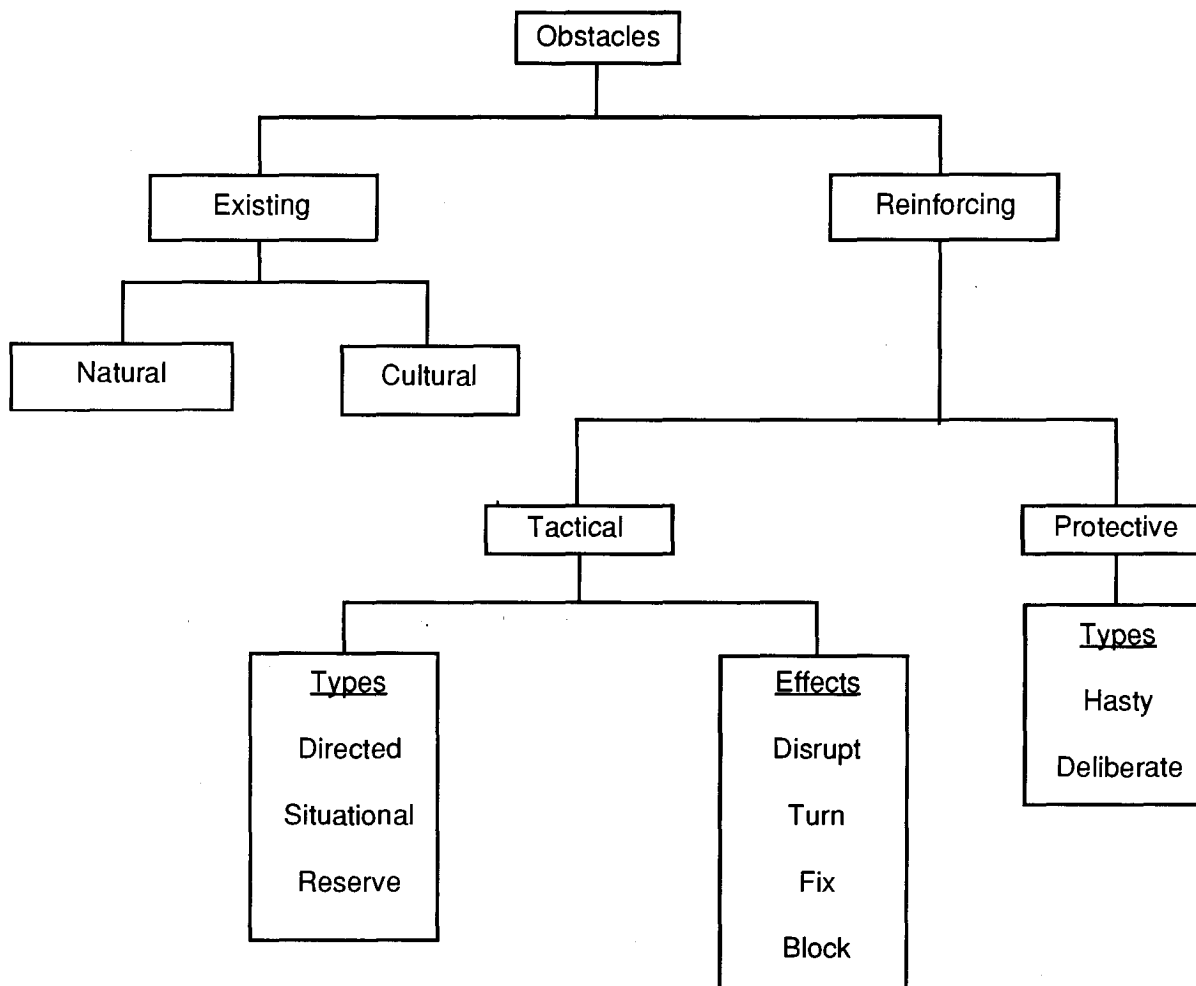 Obstacles
Existing
Reinforcing
Natural
Cultural
Tactical
Protective
Types
Directed
Situational
Reserve
Effects
Disrupt
Turn
Fix
Block
Types
Hasty
Deliberate